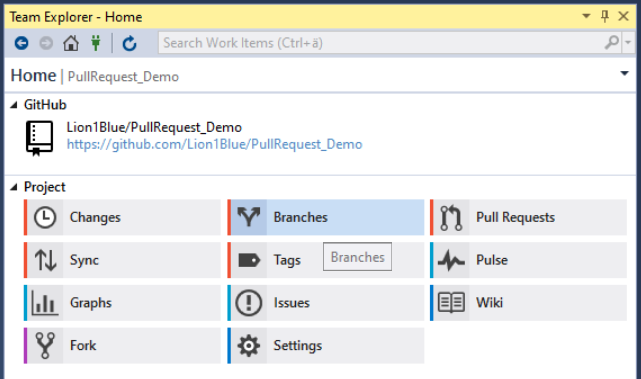 Team Explorer - Home
Search Work Items (Ctrl+ä)
Home | PullRequest_Demo
GitHub
Lion1Blue/PullRequest_Demo
https://github.com/Lion1Blue/PullRequest_Demo
Project
Changes
Branches
Pull Requests
Sync
Tags
Branches
Pulse
Graphs
Issues
Wiki
Fork
Settings